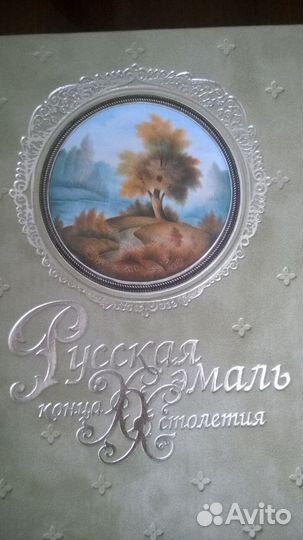 Русская
эмаль
конца XX
столетия
Avito